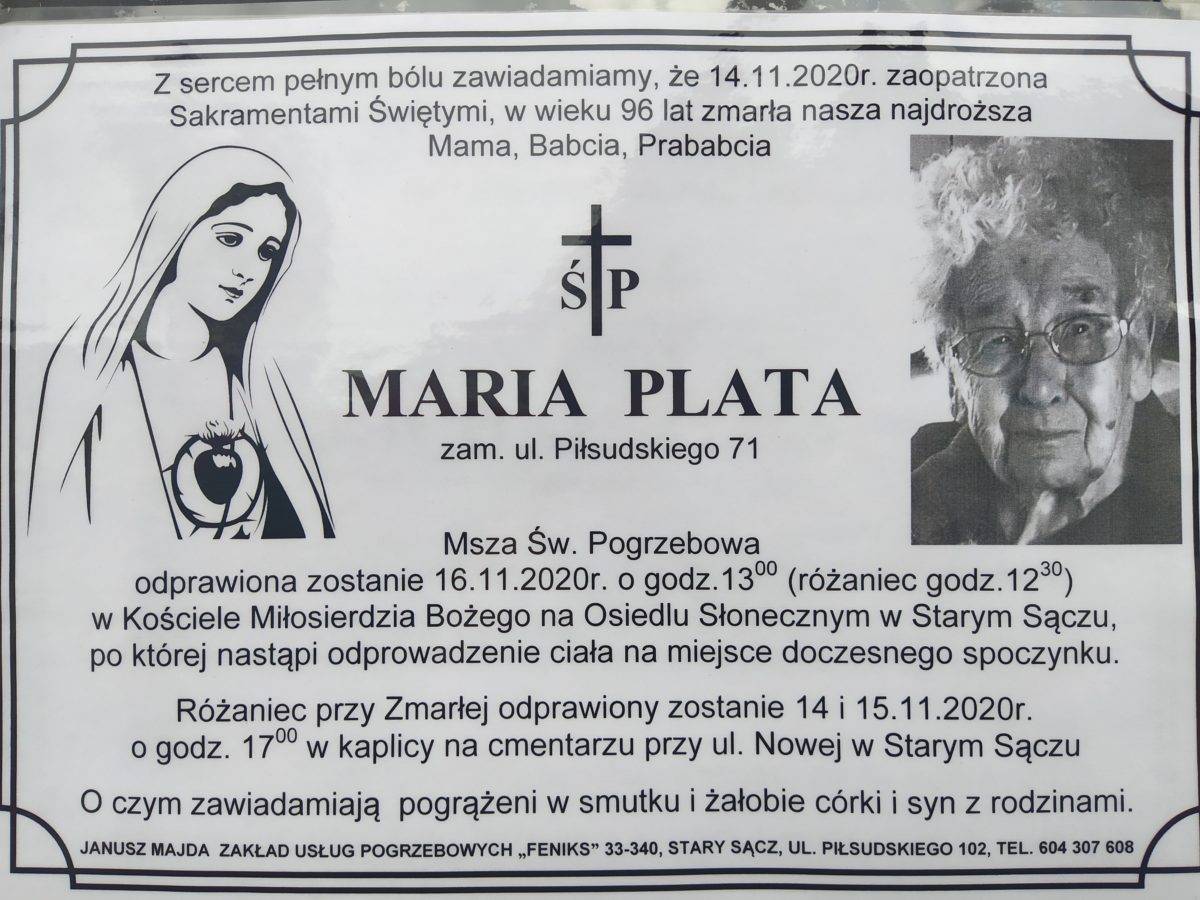 Z sercem pełnym bólu zawiadamiamy, że 14.11.2020r. zaopatrzona
Sakramentami Świętymi, w wieku 96 lat zmarła nasza najdroższa
Mama, Babcia, Prababcia
Ś P
MARIA PLATA
zam. ul. Piłsudskiego 71
Msza Św. Pogrzebowa
odprawiona zostanie 16.11.2020r. o godz.13⁰⁰ (różaniec godz.12³⁰)
w Kościele Miłosierdzia Bożego na Osiedlu Słonecznym w Starym Sączu,
po której nastąpi odprowadzenie ciała na miejsce doczesnego spoczynku.
Różaniec przy Zmarłej odprawiony zostanie 14 i 15.11.2020r.
o godz. 17⁰⁰ w kaplicy na cmentarzu przy ul. Nowej w Starym Sączu
O czym zawiadamiają pogrążeni w smutku i żałobie córki i syn z rodzinami.
JANUSZ MAJDA ZAKŁAD USŁUG POGRZEBOWYCH „FENIKS” 33-340, STARY SĄCZ, UL. PIŁSUDSKIEGO 102, TEL. 604 307 608